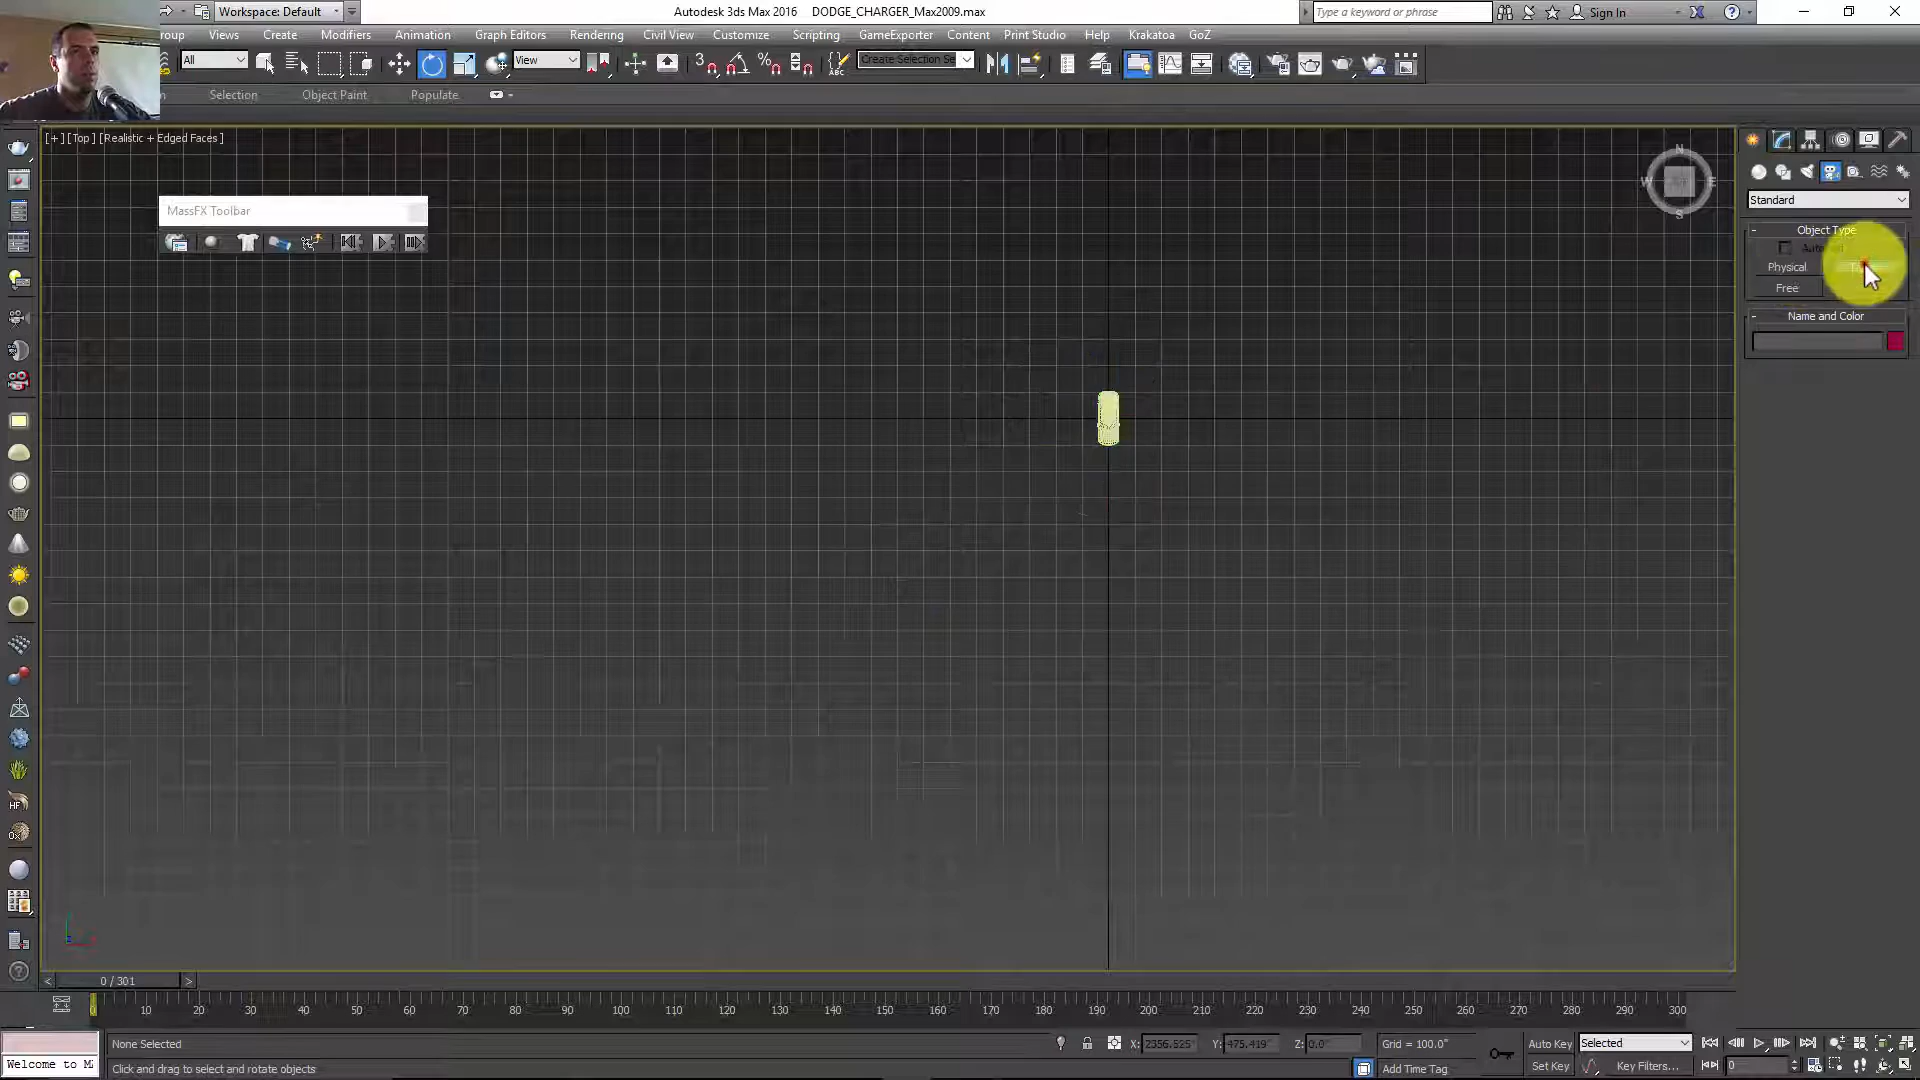 Workspace: Default
Autodesk 3ds Max 2016    DODGE_CHARGER_Max2009.max
Type a keyword or phrase
Sign In
Views Create Modifiers Animation Graph Editors Rendering Civil View Customize Scripting GameExporter Content Print Studio Help Krakatoa GoZ
All
View
Create Selection Se
Selection Object Paint Populate
[+] [Top] [Realistic + Edged Faces]
N
W
S
MassFX Toolbar
Standard
- Object Type
Physical
Free
- Name and Color
HF
< 0 / 301 >
0 10 20 30 40 50 60 70 80 90 100 110 120 130 140 150 160 170 180 190 200 210 220 230 240 250 260 270 280 290 300
None Selected
X: 2356.525" Y: 475.419" Z: 0.0" Grid = 100.0" Auto Key Selected
Welcome to M
Click and drag to select and rotate objects
Add Time Tag Set Key Key Filters... 0